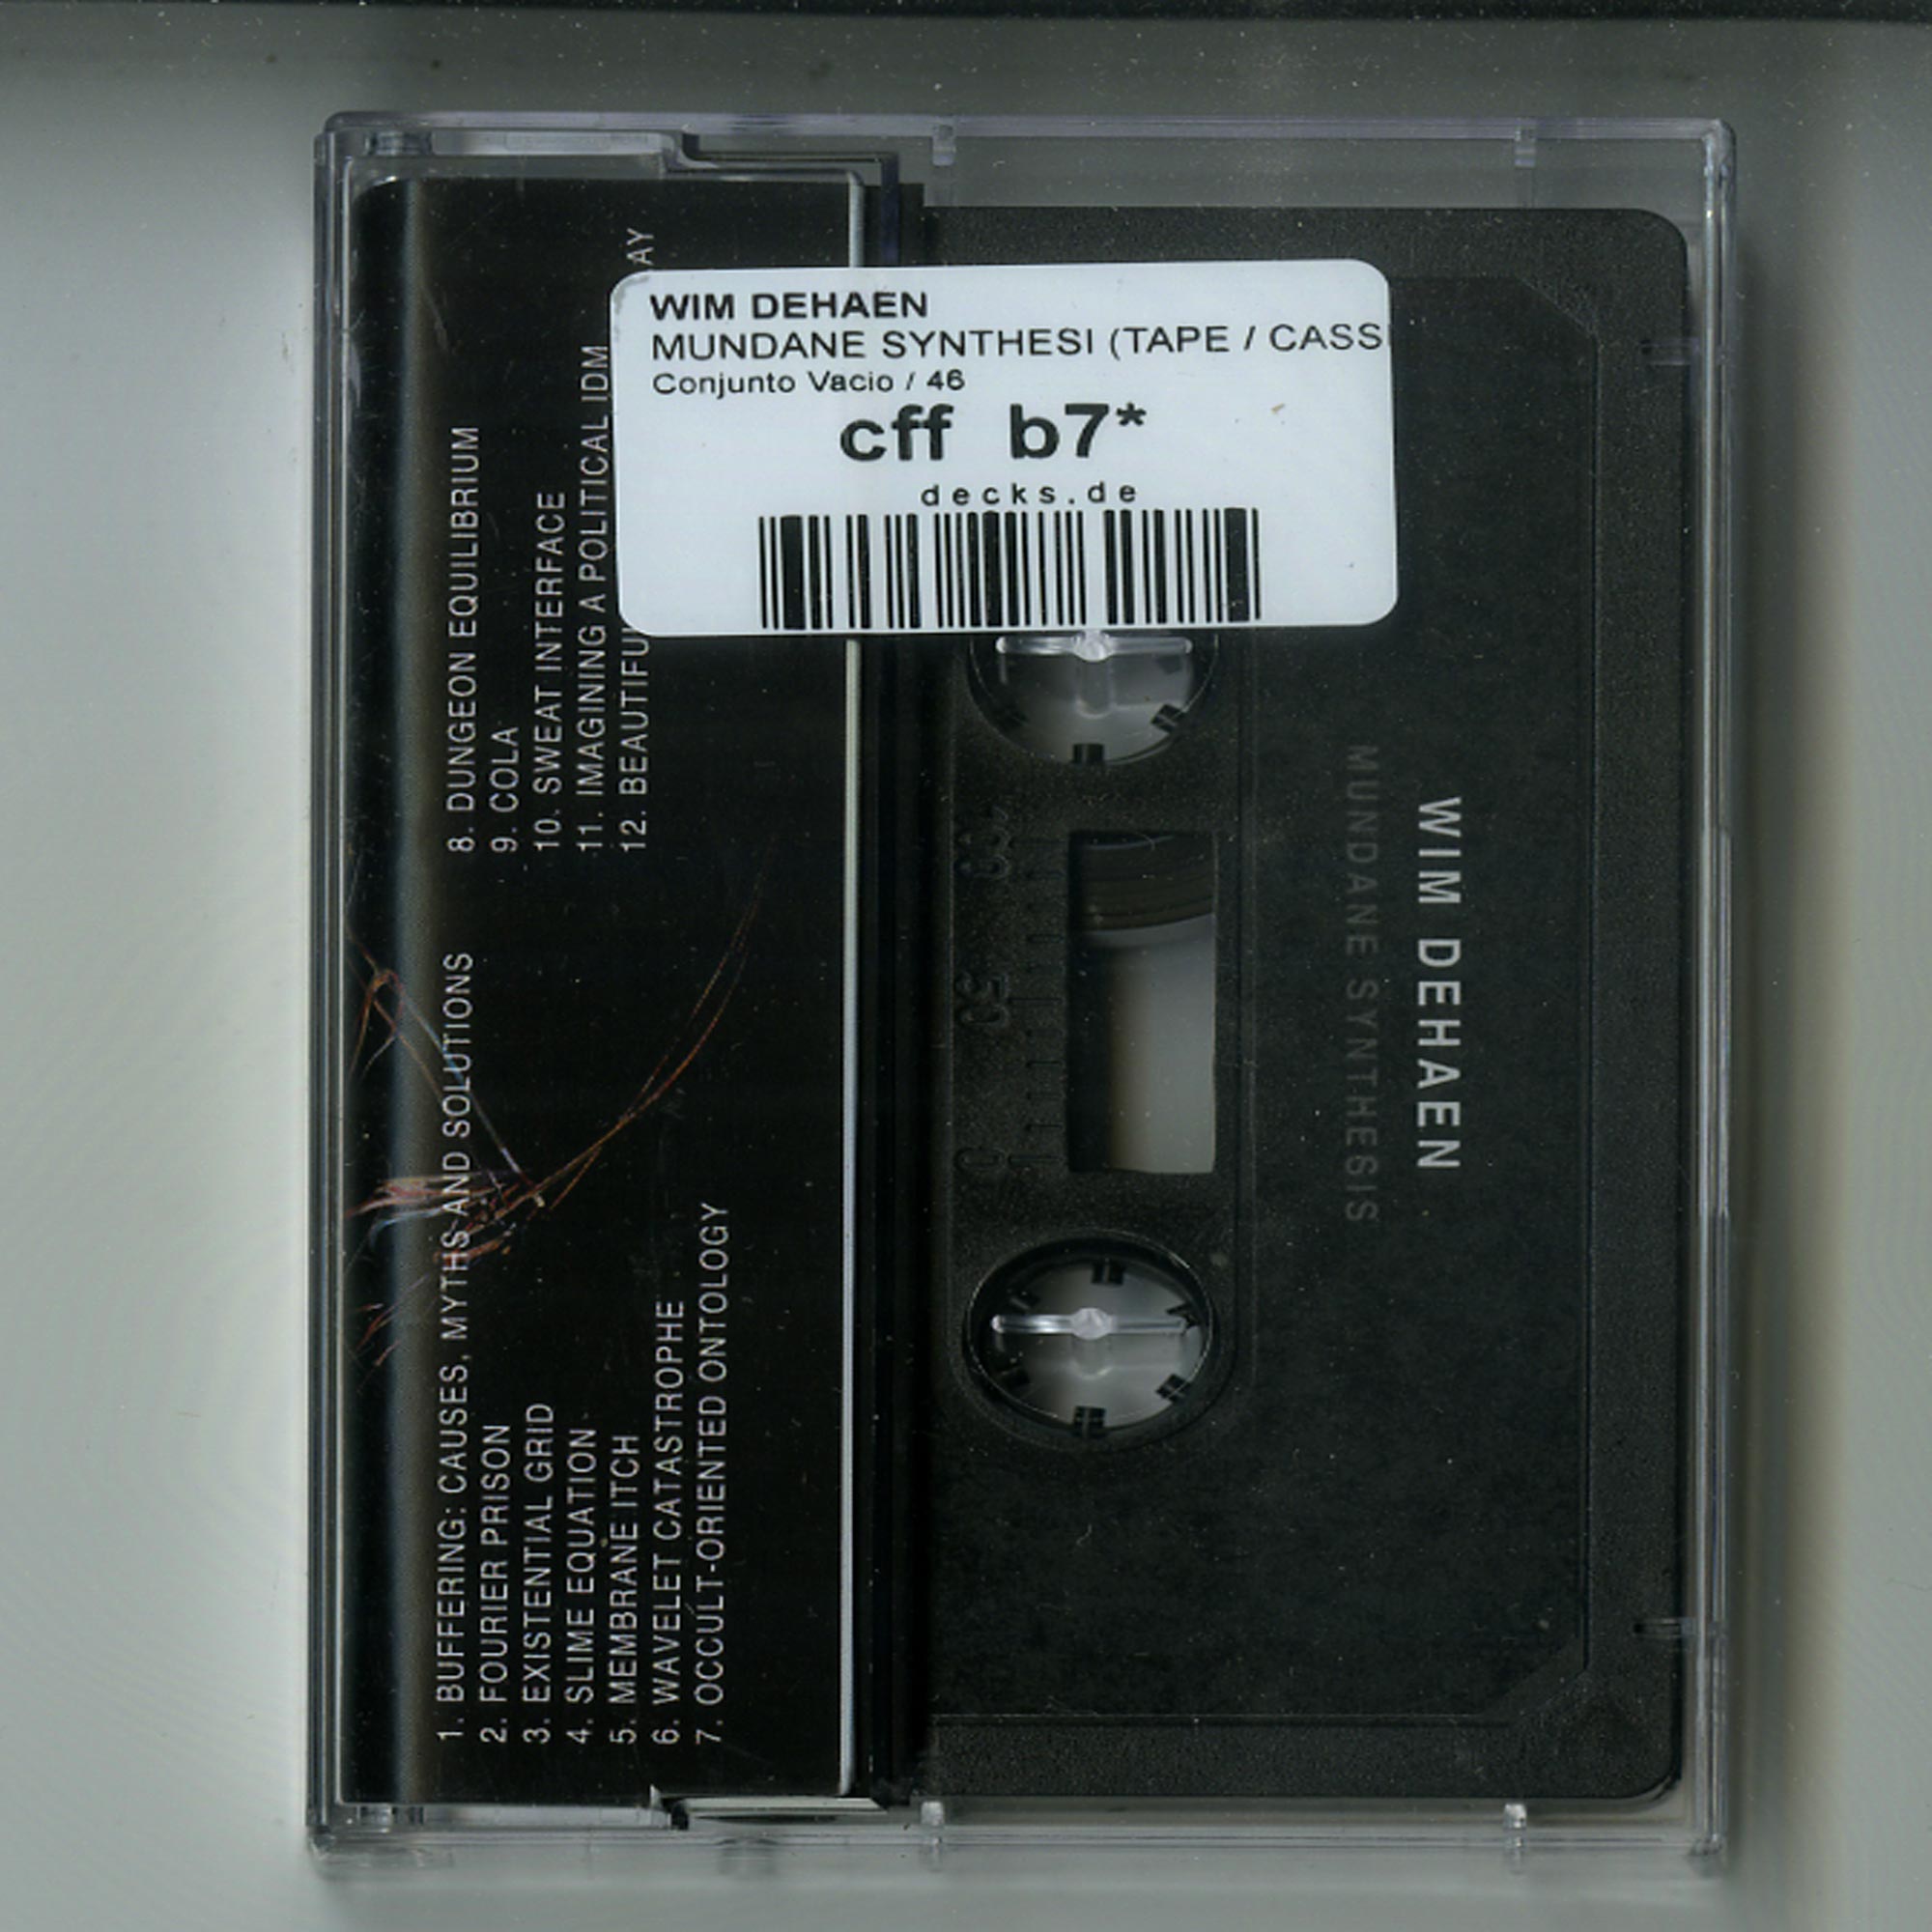 WIM DEHAEN
MUNDANE SYNTHESI (TAPE / CASS
Conjunto Vacio / 46
cff b7*
decks.de
1. BUFFERING: CAUSES, MYTHS AND SOLUTIONS
2. FOURIER PRISON
3. EXISTENTIAL GRID
4. SLIME EQUATION
5. MEMBRANE ITCH
6. WAVELET CATASTROPHE
7. OCCULT-ORIENTED ONTOLOGY
8. DUNGEON EQUILIBRIUM
9. COLA
10. SWEAT INTERFACE
11. IMAGINING A POLITICAL IDM
12.
WIM DEHAEN
MUNDANE SYNTHESIS
50
0